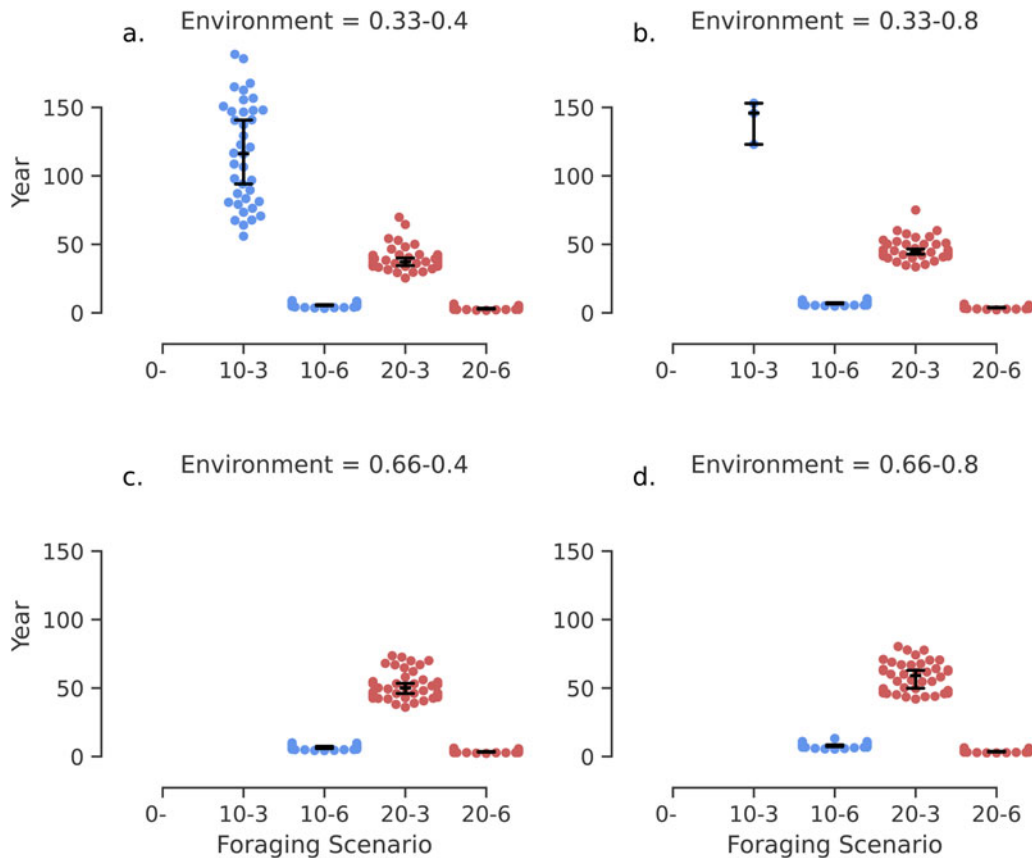 a. Environment = 0.33-0.4
b. Environment = 0.33-0.8
Year
150
100
50
0
150
100
50
0
0- 10-3 10-6 20-3 20-6
0- 10-3 10-6 20-3 20-6
c. Environment = 0.66-0.4
d. Environment = 0.66-0.8
Year
150
100
50
0
150
100
50
0
0- 10-3 10-6 20-3 20-6
Foraging Scenario
0- 10-3 10-6 20-3 20-6
Foraging Scenario